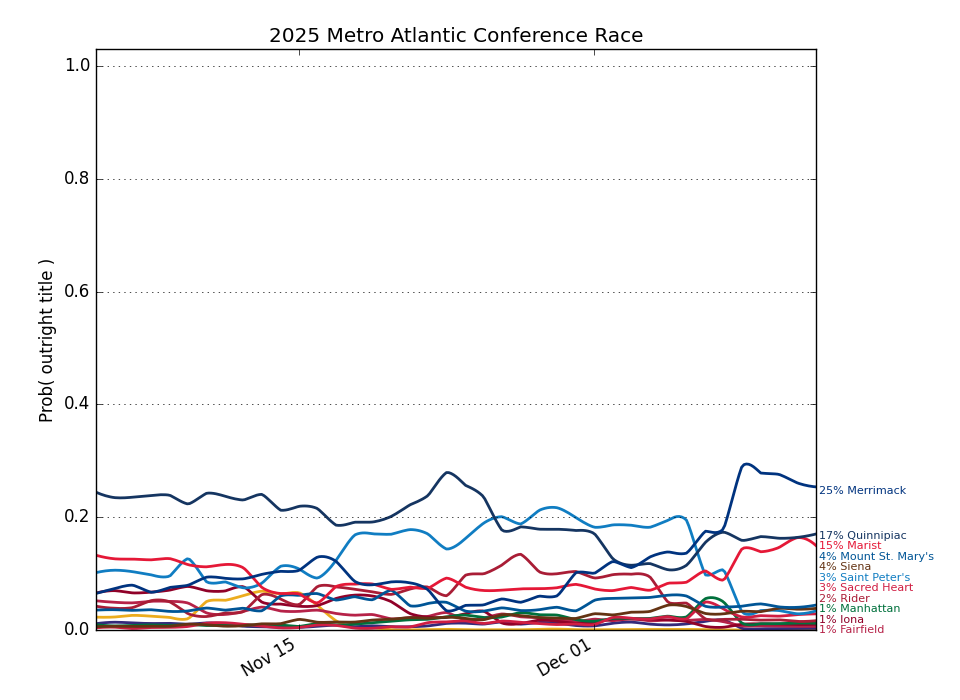 2025 Metro Atlantic Conference Race
Prob( outright title )
1.0
0.8
0.6
0.4
0.2
0.0
Nov 15
Dec 01
25% Merrimack
17% Quinnipiac
15% Marist
4% Mount St. Mary's
4% Siena
3% Saint Peter's
3% Sacred Heart
2% Rider
1% Manhattan
1% Iona
1% Fairfield